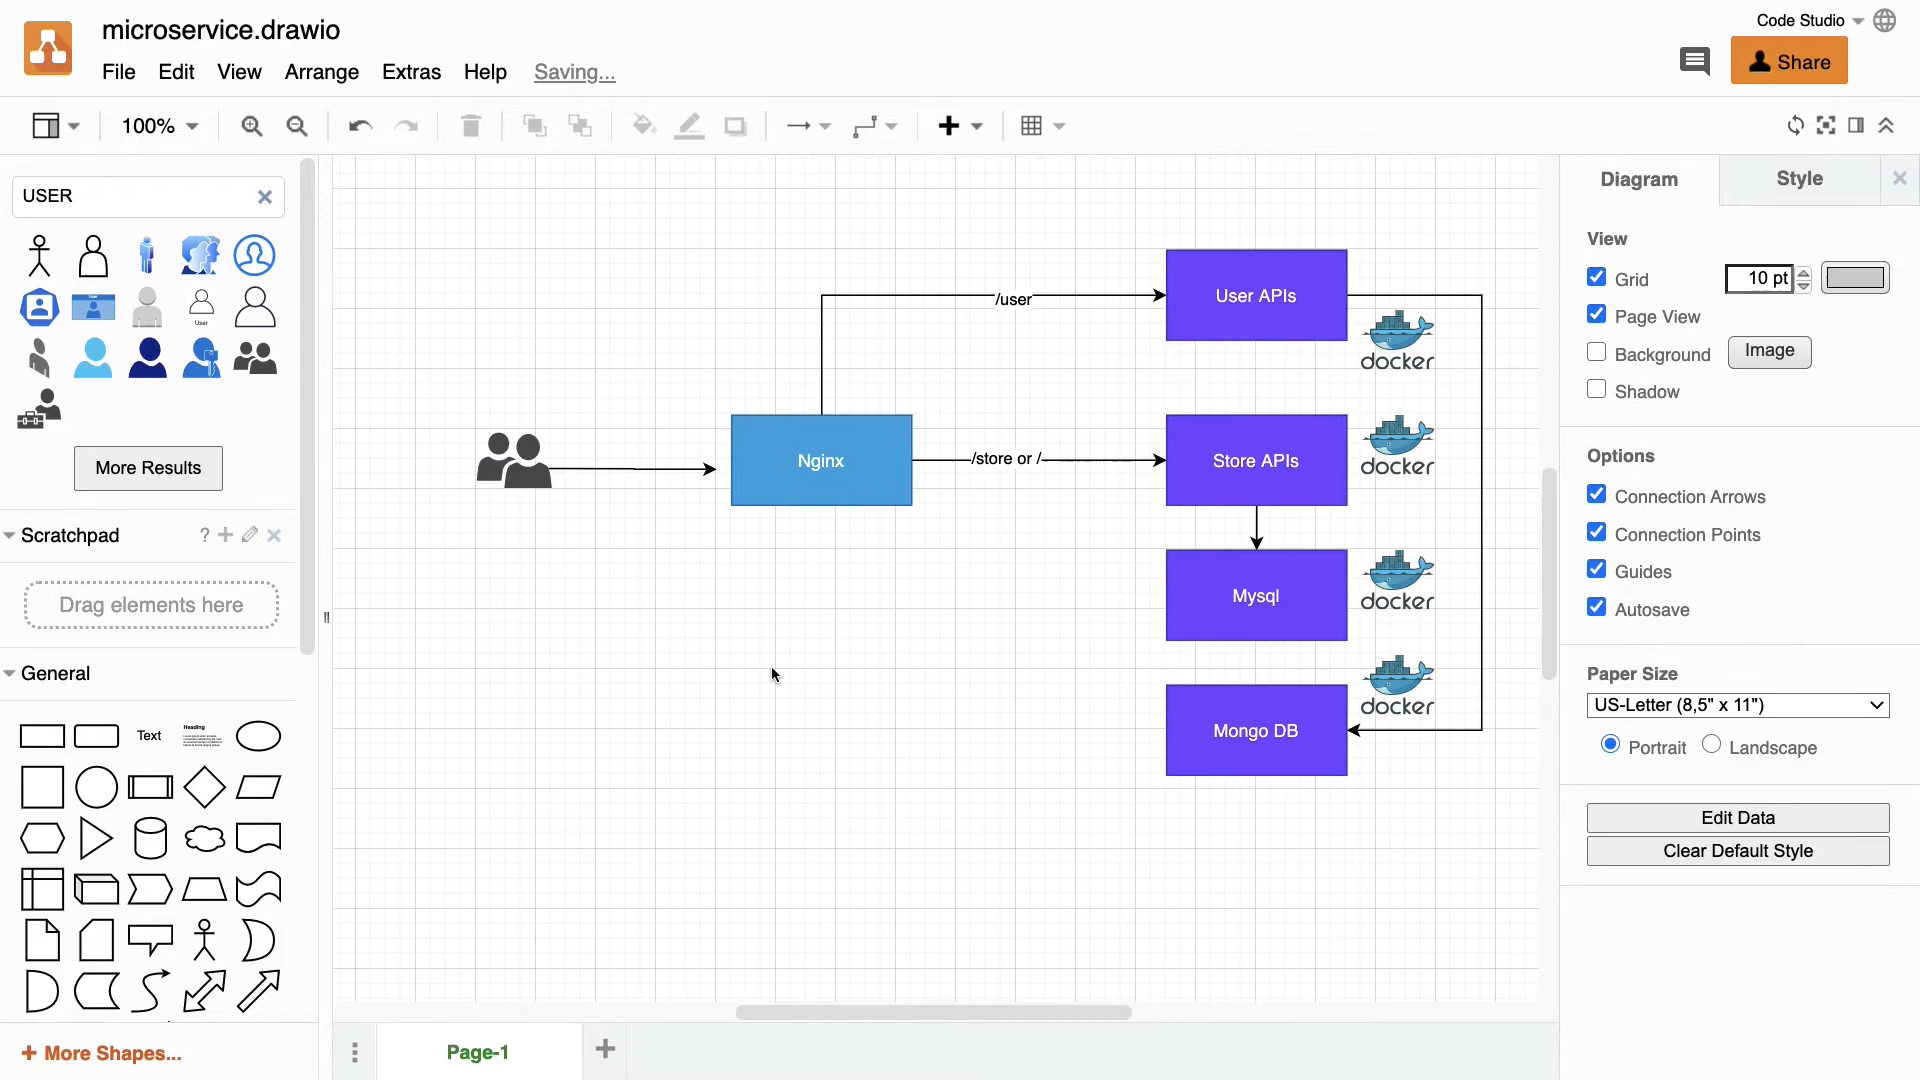 microservice.drawio
Code Studio
File Edit View Arrange Extras Help Saving...
Share
100%
USER
User
More Results
Scratchpad
?
Drag elements here
General
Text
Heading
+ More Shapes...
/user
User APIs
docker
Nginx
/store or /
Store APIs
docker
Mysql
docker
docker
Mongo DB
Page-1
Diagram
Style
View
Grid
10 pt
Page View
Background
Image
Shadow
Options
Connection Arrows
Connection Points
Guides
Autosave
Paper Size
US-Letter (8,5" x 11")
Portrait
Landscape
Edit Data
Clear Default Style